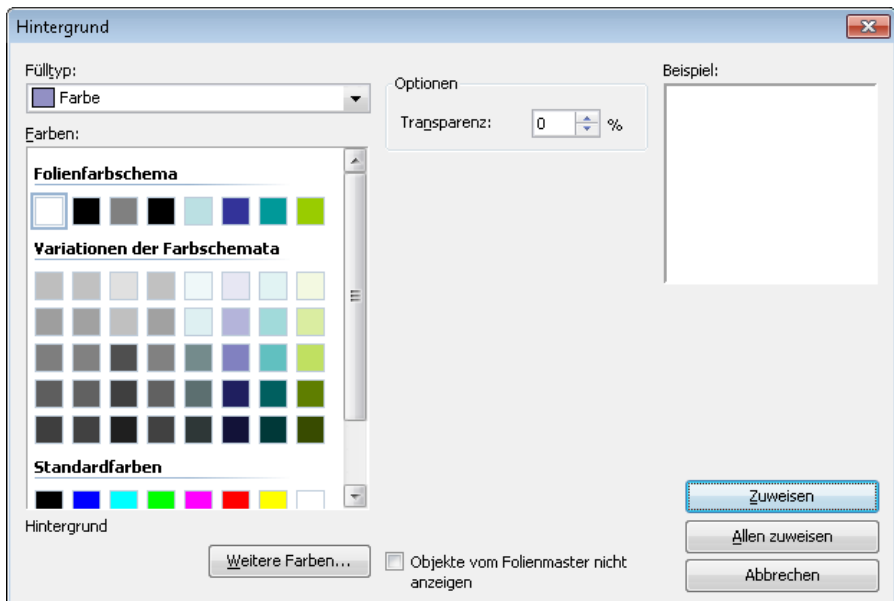 Hintergrund
Fülltyp:
Farbe
Farben:
Folienfarbschema
Variationen der Farbschemata
Standardfarben
Hintergrund
Weitere Farben...
Optionen
Transparenz:
0
%
Objekte vom Folienmaster nicht
anzeigen
Beispiel:
Zuweisen
Allen zuweisen
Abbrechen